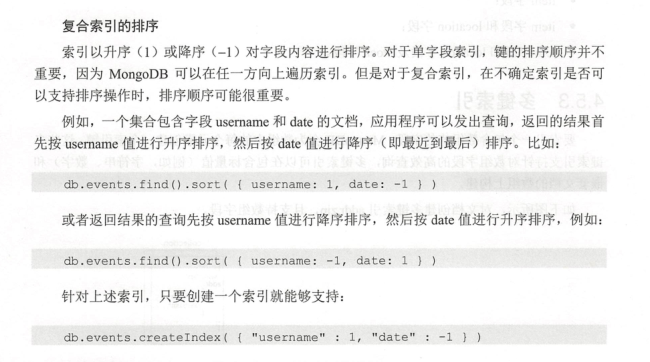 复合索引的排序
索引以升序（1）或降序（–1）对字段内容进行排序。对于单字段索引，键的排序顺序并不
重要，因为 MongoDB 可以在任一方向上遍历索引。但是对于复合索引，在不确定索引是否可
以支持排序操作时，排序顺序可能很重要。
例如，一个集合包含字段 username 和 date 的文档，应用程序可以发出查询，返回的结果首
先按 username 值进行升序排序，然后按 date 值进行降序（即最近到最后）排序。比如：
db.events.find().sort( { username: 1, date: -1 } )
或者返回结果的查询先按 username 值进行降序排序，然后按 date 值进行升序排序，例如：
db.events.find().sort( { username: -1, date: 1 } )
针对上述索引，只要创建一个索引就能够支持：
db.events.createIndex( { "username" : 1, "date" : -1 } )